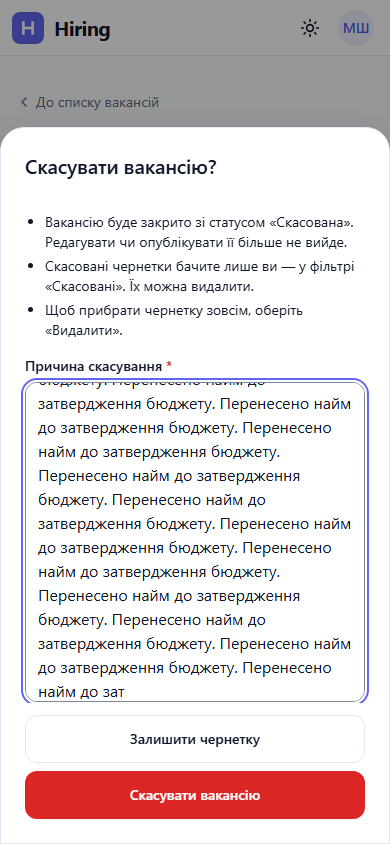 H Hiring МШ
До списку вакансій
Скасувати вакансію?
• Вакансію буде закрито зі статусом «Скасована».
Редагувати чи опублікувати її більше не вийде.
• Скасовані чернетки бачите лише ви — у фільтрі
«Скасовані». Їх можна видалити.
• Щоб прибрати чернетку зовсім, оберіть
«Видалити».
Причина скасування *
бюджету. Перенесено найм до
затвердження бюджету. Перенесено найм
до затвердження бюджету. Перенесено
найм до затвердження бюджету.
Перенесено найм до затвердження
бюджету. Перенесено найм до
затвердження бюджету. Перенесено найм
до затвердження бюджету. Перенесено
найм до затвердження бюджету.
Перенесено найм до затвердження
бюджету. Перенесено найм до
затвердження бюджету. Перенесено найм
до затвердження бюджету. Перенесено
найм до зат
Залишити чернетку
Скасувати вакансію